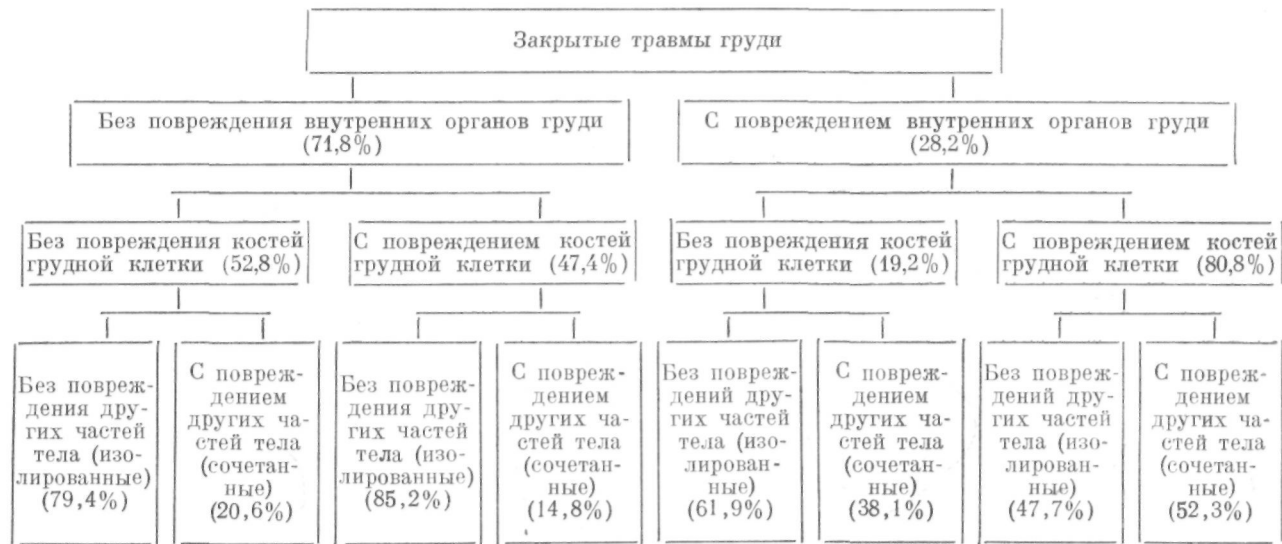 Закрытые травмы груди
Без повреждения внутренних органов груди
(71,8%)
С повреждением внутренних органов груди
(28,2%)
Без повреждения костей
грудной клетки (52,8%)
С повреждением костей
грудной клетки (47,4%)
Без повреждения костей
грудной клетки (19,2%)
С повреждением костей
грудной клетки (80,8%)
Без повреж-
дения дру-
гих частей
тела (изо-
лированные)
(79,4%)
С повреж-
дением
других ча-
стей тела
(сочетан-
ные)
(20,6%)
Без повреж-
дения дру-
гих частей
тела (изо-
лированные)
(85,2%)
С повреж-
дением
других ча-
стей тела
(сочетан-
ные)
(14,8%)
Без повреж-
дений дру-
гих частей
тела (изо-
лирован-
ные)
(61,9%)
С повреж-
дением
других ча-
стей тела
(сочетан-
ные)
(38,1%)
Без повреж-
дений дру-
гих частей
тела (изо-
лирован-
ные)
(47,7%)
С повреж-
дением
других ча-
стей тела
(сочетан-
ные)
(52,3%)